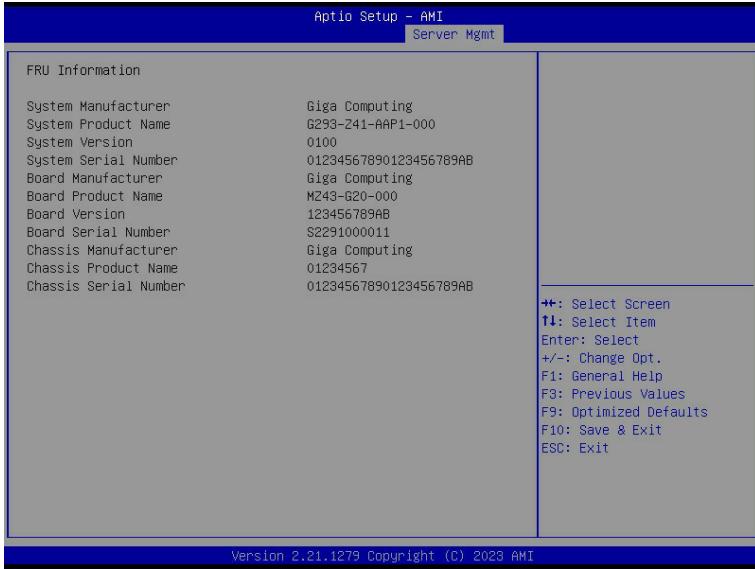 Aptio Setup – AMI
Server Mgmt
FRU Information
System Manufacturer Giga Computing
System Product Name G293-Z41-AAP1-000
System Version 0100
System Serial Number 01234567890123456789AB
Board Manufacturer Giga Computing
Board Product Name MZ43-G20-000
Board Version 123456789AB
Board Serial Number S2291000011
Chassis Manufacturer Giga Computing
Chassis Product Name 01234567
Chassis Serial Number 01234567890123456789AB
→←: Select Screen
↑↓: Select Item
Enter: Select
+/-: Change Opt.
F1: General Help
F3: Previous Values
F9: Optimized Defaults
F10: Save & Exit
ESC: Exit
Version 2.21.1279 Copyright (C) 2023 AMI